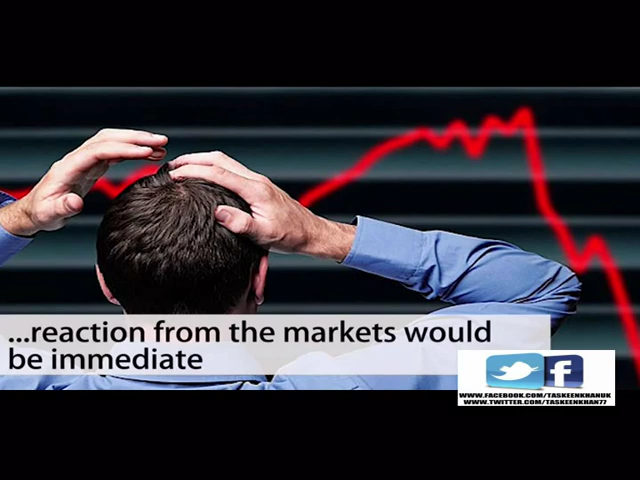 ...reaction from the markets would
be immediate
WWW.FACEBOOK.COM/TASKEENKHANUK
WWW.TWITTER.COM/TASKEENKHAN77